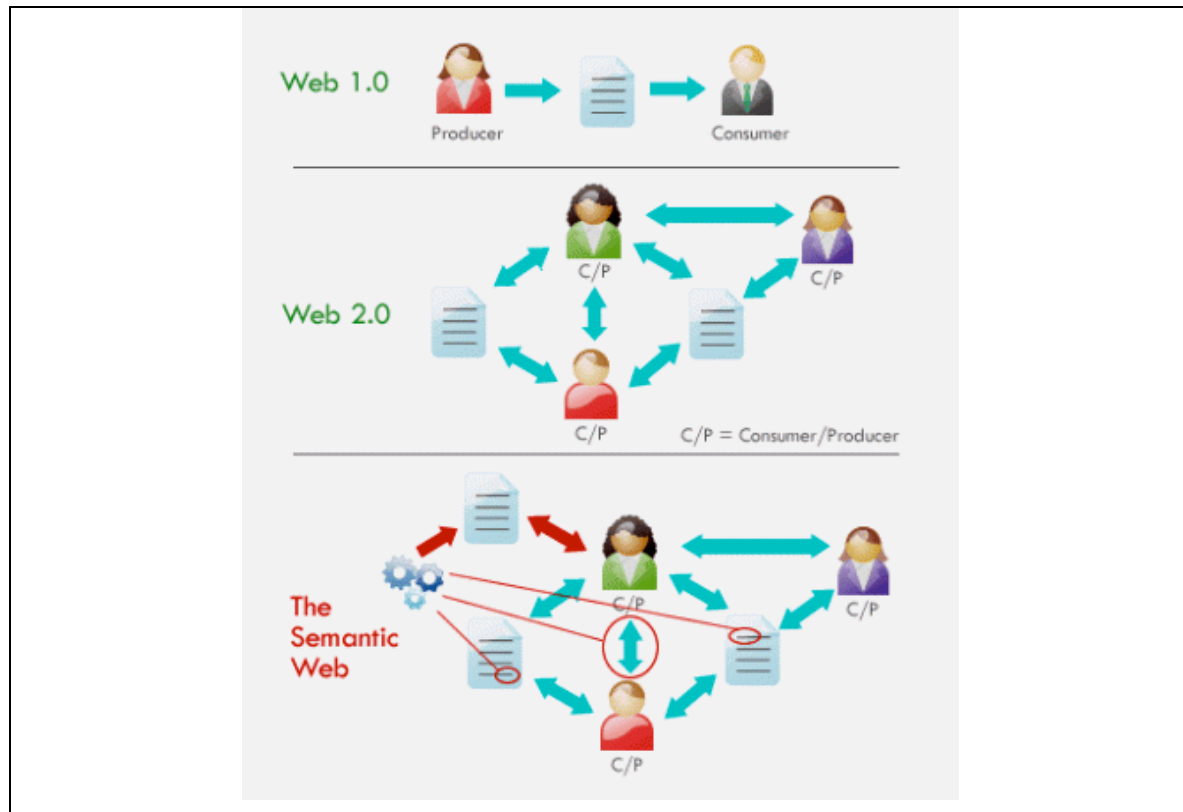 Web 1.0
Producer
Consumer
C/P
C/P
Web 2.0
C/P
C/P = Consumer/Producer
C/P
C/P
The
Semantic
Web
C/P